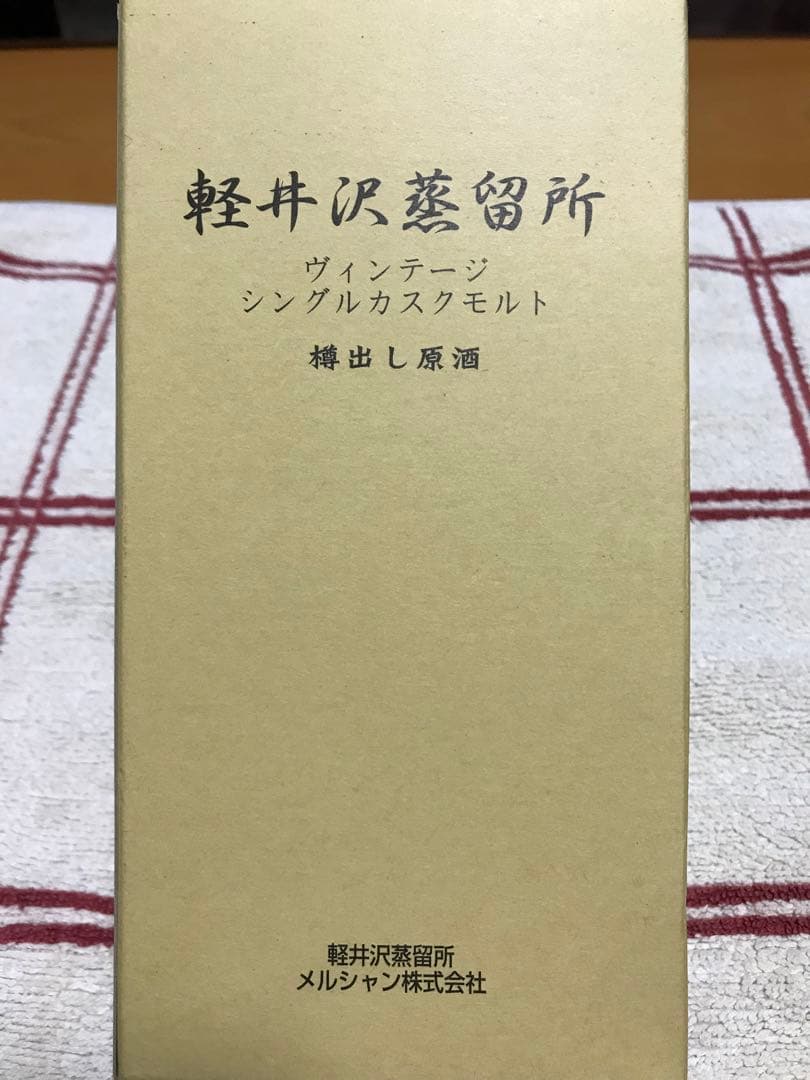 軽井沢蒸留所
ヴィンテージ
シングルカスクモルト
樽出し原酒
軽井沢蒸留所
メルシャン株式会社